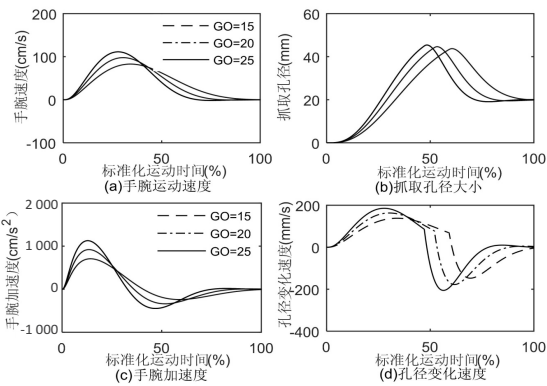 手腕速度(cm/s)
200
100
0
-100
GO=15
GO=20
GO=25
0
50
100
标准化运动时间(%)
(a)手腕运动速度
抓取孔径(mm)
60
40
20
0
0
50
100
标准化运动时间(%)
(b)抓取孔径大小
手腕加速度(cm/s²)
2 000
1 000
0
-1 000
GO=15
GO=20
GO=25
0
50
100
标准化运动时间(%)
(c)手腕加速度
孔径变化速度(mm/s)
200
0
-200
-400
GO=15
GO=20
GO=25
0
50
100
标准化运动时间(%)
(d)孔径变化速度